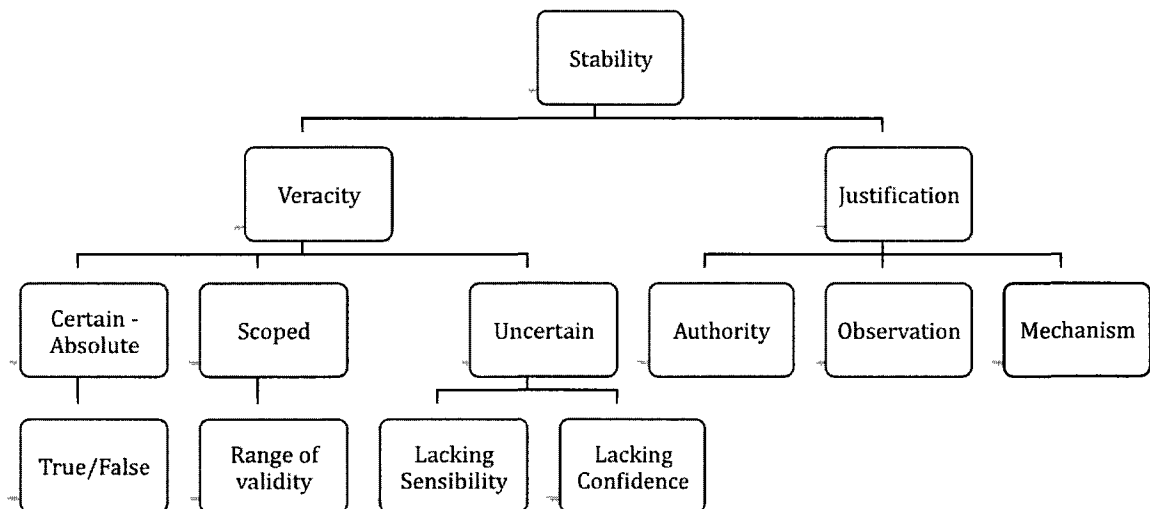 Stability
Veracity
Justification
Certain -
Absolute
Scoped
Uncertain
Authority
Observation
Mechanism
True/False
Range of
validity
Lacking
Sensibility
Lacking
Confidence